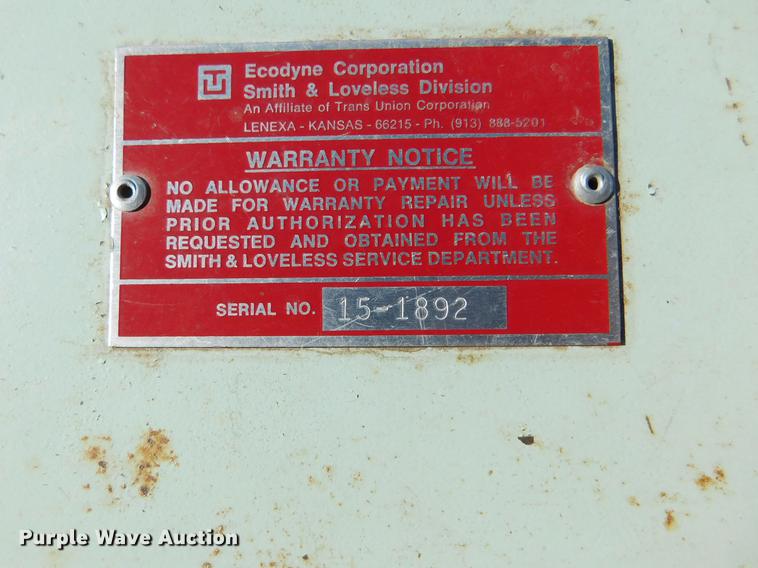 Ecodyne Corporation
Smith & Loveless Division
An Affiliate of Trans Union Corporation
LENEXA - KANSAS - 66215 - Ph. (913) 888-5201
WARRANTY NOTICE
NO ALLOWANCE OR PAYMENT WILL BE
MADE FOR WARRANTY REPAIR UNLESS
PRIOR AUTHORIZATION HAS BEEN
REQUESTED AND OBTAINED FROM THE
SMITH & LOVELESS SERVICE DEPARTMENT.
SERIAL NO. 15-1892
Purple Wave Auction